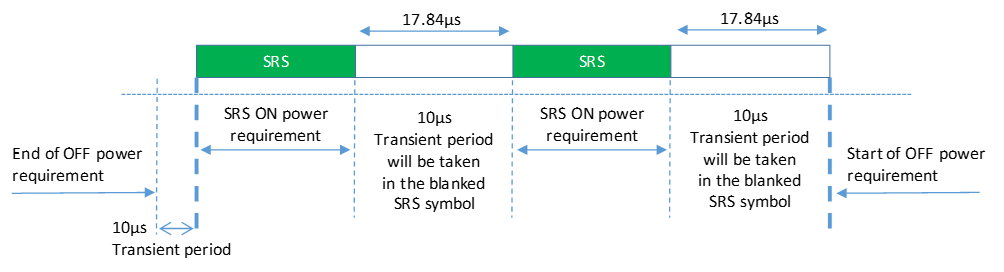 17.84µs
17.84µs
SRS
SRS
SRS ON power
requirement
10µs
Transient period
will be taken
in the blanked
SRS symbol
SRS ON power
requirement
10µs
Transient period
will be taken
in the blanked
SRS symbol
End of OFF power
requirement
Start of OFF power
requirement
10µs
Transient period